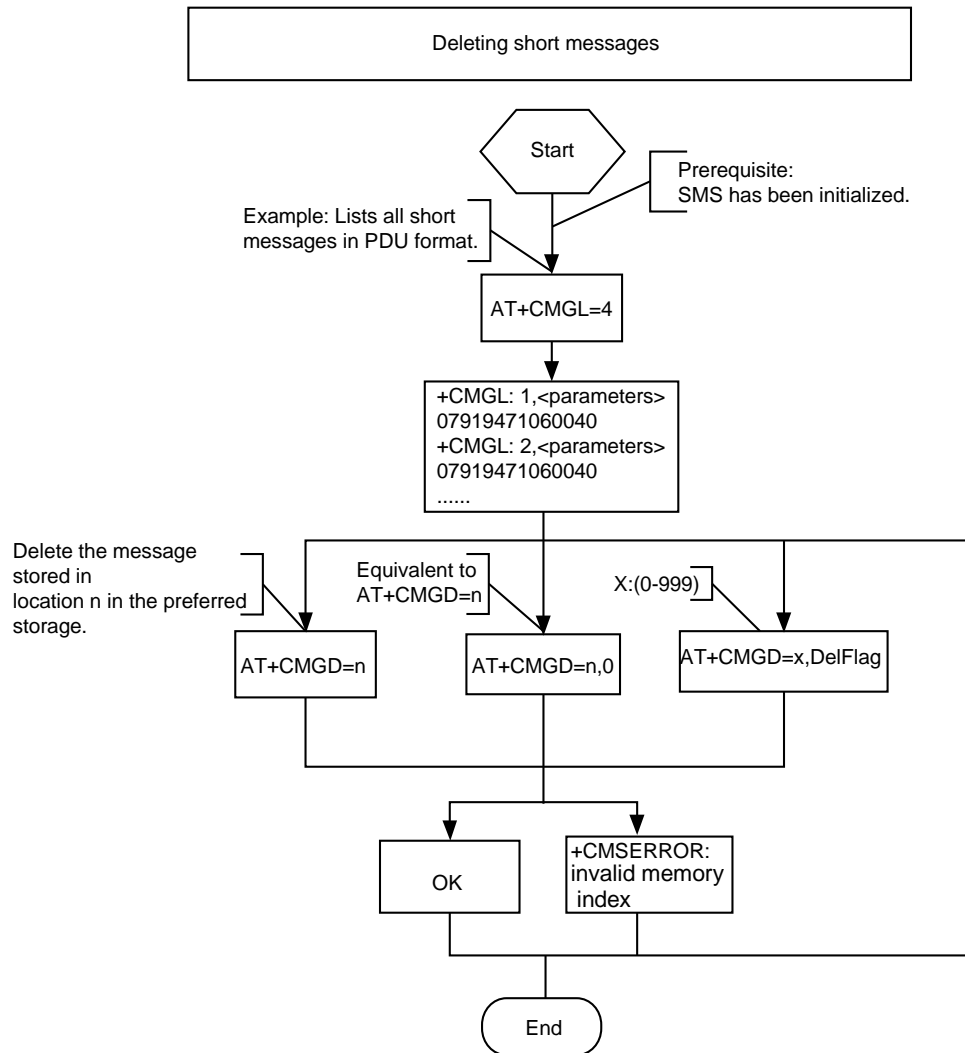 Deleting short messages
Start
Prerequisite:
SMS has been initialized.
Example: Lists all short
messages in PDU format.
AT+CMGL=4
+CMGL: 1,<parameters>
07919471060040
+CMGL: 2,<parameters>
07919471060040
......
Delete the message
stored in
location n in the preferred
storage.
Equivalent to
AT+CMGD=n
X:(0-999)
AT+CMGD=n
AT+CMGD=n,0
AT+CMGD=x,DelFlag
OK
+CMSERROR:
invalid memory
index
End